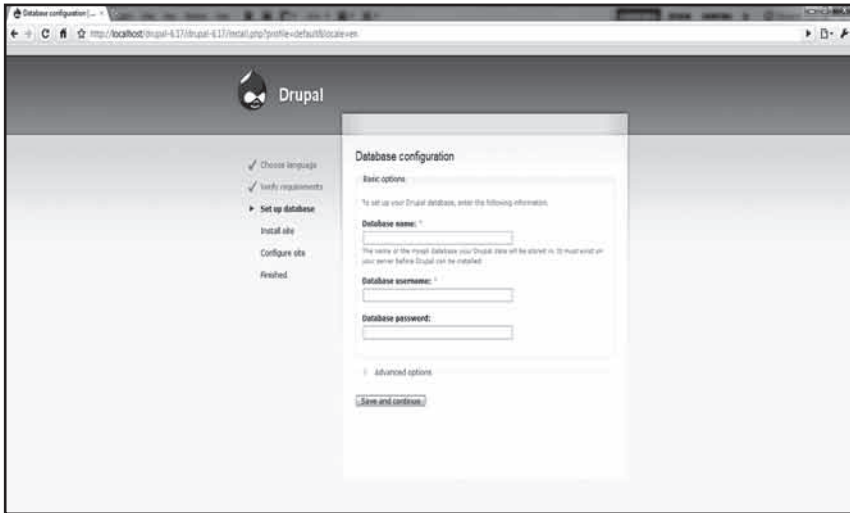 Database configuration | ...
http://localhost/drupal-6.17/drupal-6.17/install.php?profile=default&locale=en
Drupal
Choose language
Verify requirements
Set up database
Install site
Configure site
Finished
Database configuration
Basic options
To set up your Drupal database, enter the following information.
Database name: *
The name of the mysql database your Drupal data will be stored in. It must exist on
your server before Drupal can be installed.
Database username: *
Database password:
Advanced options
Save and continue